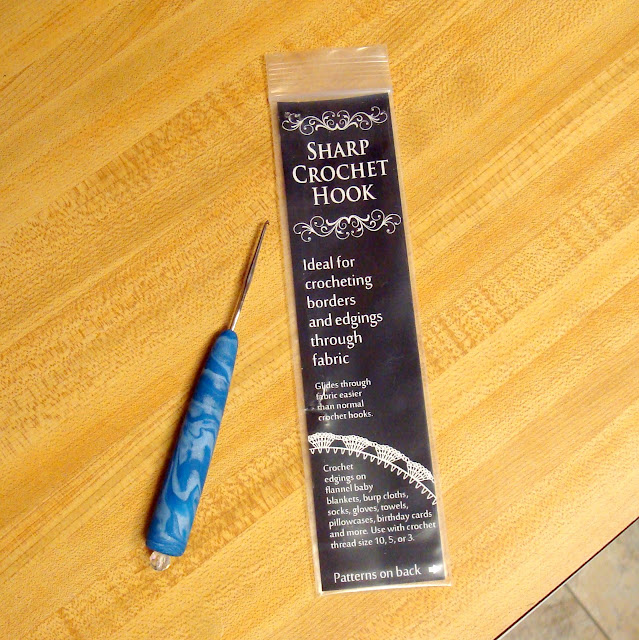 SHARP
CROCHET
HOOK
Ideal for
crocheting
borders
and edgings
through
fabric
Glides through
fabric easier
than normal
crochet hooks.
Crochet
edgings on
flannel baby
blankets, burp cloths,
socks, gloves, towels,
pillowcases, birthday cards
and more. Use with crochet
thread size 10, 5, or 3.
Patterns on back